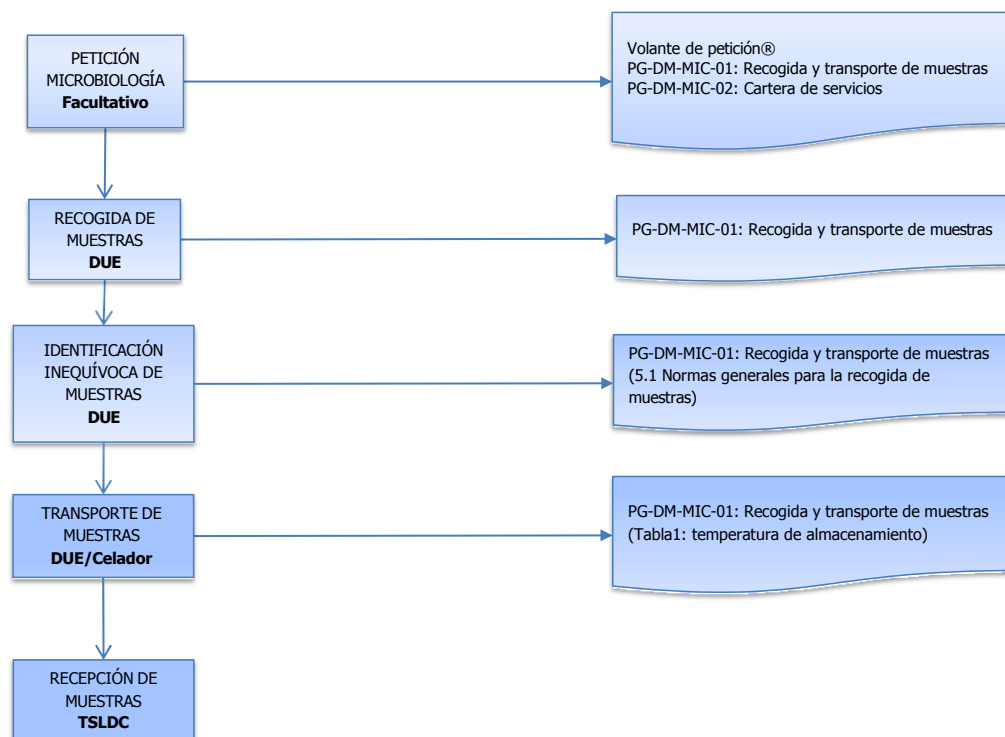 PETICIÓN
MICROBIOLOGÍA
Facultativo
Volante de petición®
PG-DM-MIC-01: Recogida y transporte de muestras
PG-DM-MIC-02: Cartera de servicios
RECOGIDA DE
MUESTRAS
DUE
PG-DM-MIC-01: Recogida y transporte de muestras
IDENTIFICACIÓN
INEQUÍVOCA DE
MUESTRAS
DUE
PG-DM-MIC-01: Recogida y transporte de muestras
(5.1 Normas generales para la recogida de
muestras)
TRANSPORTE DE
MUESTRAS
DUE/Celador
PG-DM-MIC-01: Recogida y transporte de muestras
(Tabla1: temperatura de almacenamiento)
RECEPCIÓN DE
MUESTRAS
TSLDC